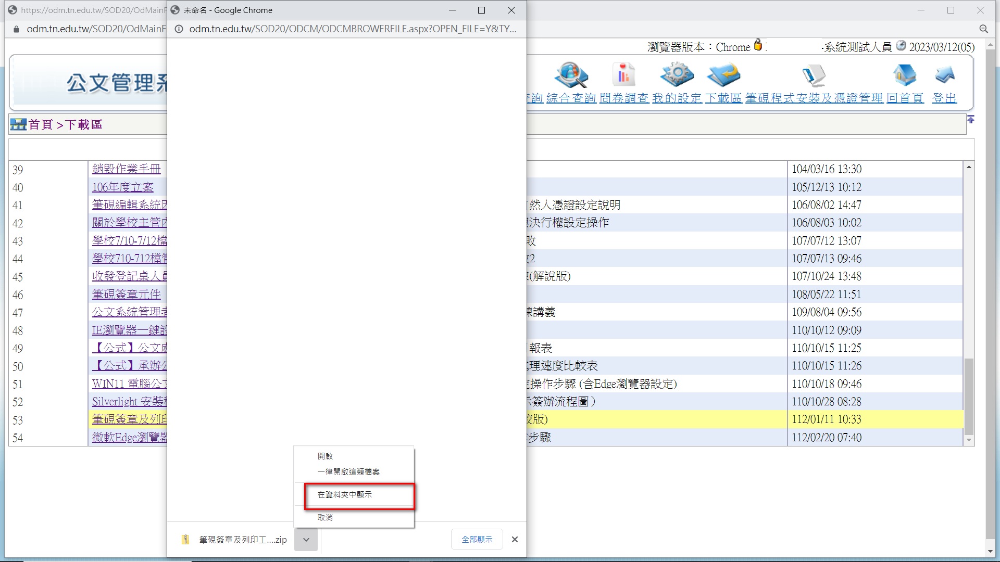 https://odm.tn.edu.tw/SOD20/OdMainF
未命名 - Google Chrome
odm.tn.edu.tw/SOD20/OdMainF
odm.tn.edu.tw/SOD20/ODCM/ODCMBROWERFILE.aspx?OPEN_FILE=Y&TY...
瀏覽器版本：Chrome
-系統測試人員 2023/03/12(05)
公文管理系
查詢 綜合查詢 問卷調查 我的設定 下載區 筆硯程式安裝及憑證管理 回首頁 登出
首頁 > 下載區
39 銷毀作業手冊 104/03/16 13:30
40 106年度立案 105/12/13 10:12
41 筆硯編輯系統因 然人憑證設定說明 106/08/02 14:47
42 關於學校主管內 決行權設定操作 106/08/03 10:02
43 學校7/10-7/12檔 敗 107/07/12 13:07
44 學校710-712檔管 2 107/07/13 09:46
45 收發登記桌人員 (解說版) 107/10/24 13:48
46 筆硯簽章元件 108/05/22 11:51
47 公文系統管理者 練講義 109/08/04 09:56
48 IE瀏覽器一鍵設 110/10/12 09:09
49 【公式】公文處 報表 110/10/15 11:25
50 【公式】承辦公 理速度比較表 110/10/15 11:26
51 WIN11 電腦公文 定操作步驟 (含Edge瀏覽器設定) 110/10/18 09:46
52 Silverlight 安裝程 示簽辦流程圖） 110/10/28 08:28
53 筆硯簽章及列印 校版) 112/01/11 10:33
54 微軟Edge瀏覽器 步驟 112/02/20 07:40
開啟
一律開啟這類檔案
在資料夾中顯示
取消
筆硯簽章及列印工....zip
全部顯示